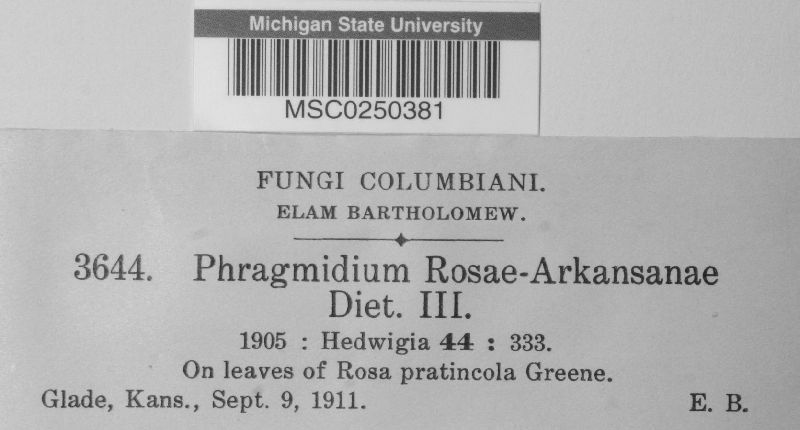 Michigan State University
MSC0250381
FUNGI COLUMBIANI.
ELAM BARTHOLOMEW.
3644. Phragmidium Rosae-Arkansanae
Diet. III.
1905 : Hedwigia 44 : 333.
On leaves of Rosa pratincola Greene.
Glade, Kans., Sept. 9, 1911. E. B.